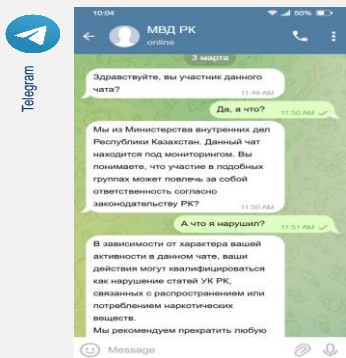 Telegram
10:04
50%
МВД РК
online
3 марта
Здравствуйте, вы участник данного
чата?
11:49 AM
Да, а что?
11:50 AM
Мы из Министерства внутренних дел
Республики Казахстан. Данный чат
находится под мониторингом. Вы
понимаете, что участие в подобных
группах может повлечь за собой
ответственность согласно
законодательству РК?
11:50 AM
А что я нарушил?
11:51 AM
В зависимости от характера вашей
активности в данном чате, ваши
действия могут квалифицироваться
как нарушение статей УК РК,
связанных с распространением или
потреблением наркотических
веществ.
Мы рекомендуем прекратить любую
Message